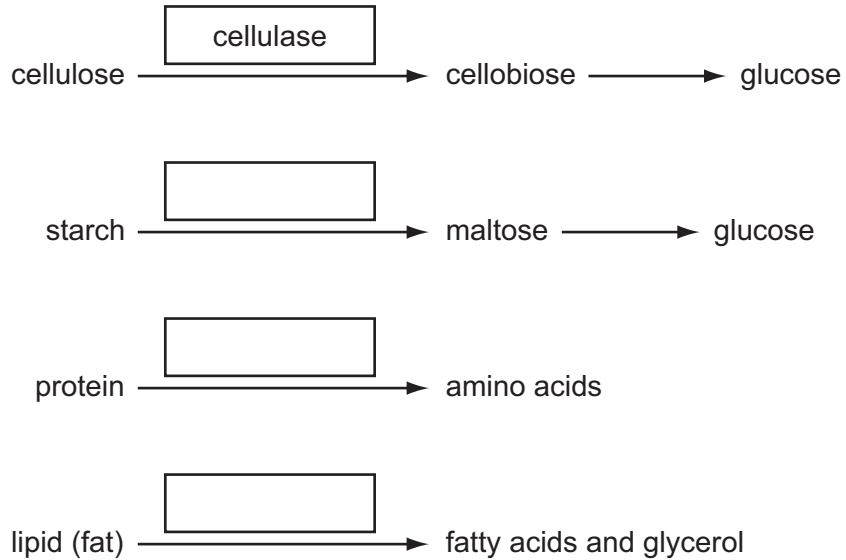 cellulase
cellulose cellobiose glucose
starch maltose glucose
protein amino acids
lipid (fat) fatty acids and glycerol